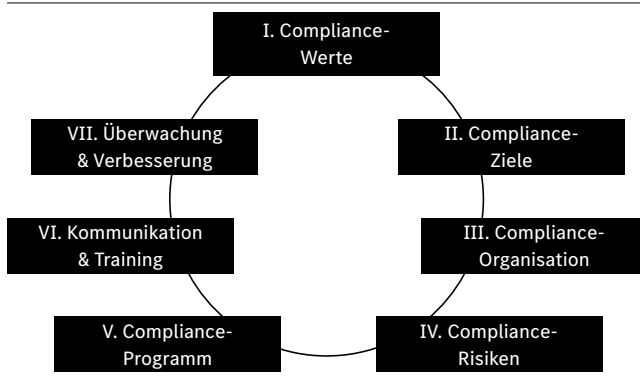 I. Compliance-
Werte
II. Compliance-
Ziele
III. Compliance-
Organisation
IV. Compliance-
Risiken
V. Compliance-
Programm
VI. Kommunikation
& Training
VII. Überwachung
& Verbesserung